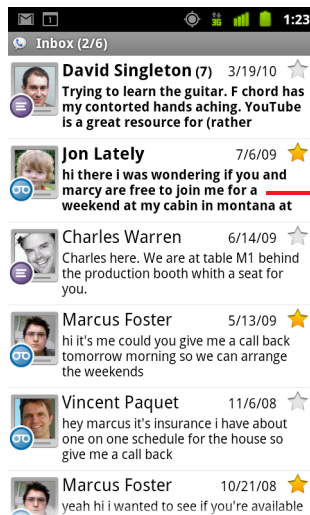 1
3G
1:23
Inbox (2/6)
David Singleton (7) 3/19/10
Trying to learn the guitar. F chord has
my contorted hands aching. YouTube
is a great resource for (rather
Jon Lately 7/6/09
hi there i was wondering if you and
marcy are free to join me for a
weekend at my cabin in montana at
Charles Warren 6/14/09
Charles here. We are at table M1 behind
the production booth whith a seat for
you.
Marcus Foster 5/13/09
hi it's me could you give me a call back
tomorrow morning so we can arrange
the weekends
Vincent Paquet 11/6/08
hey marcus it's insurance i have about
one on one schedule for the house so
give me a call back
Marcus Foster 10/21/08
yeah hi i wanted to see if you're available